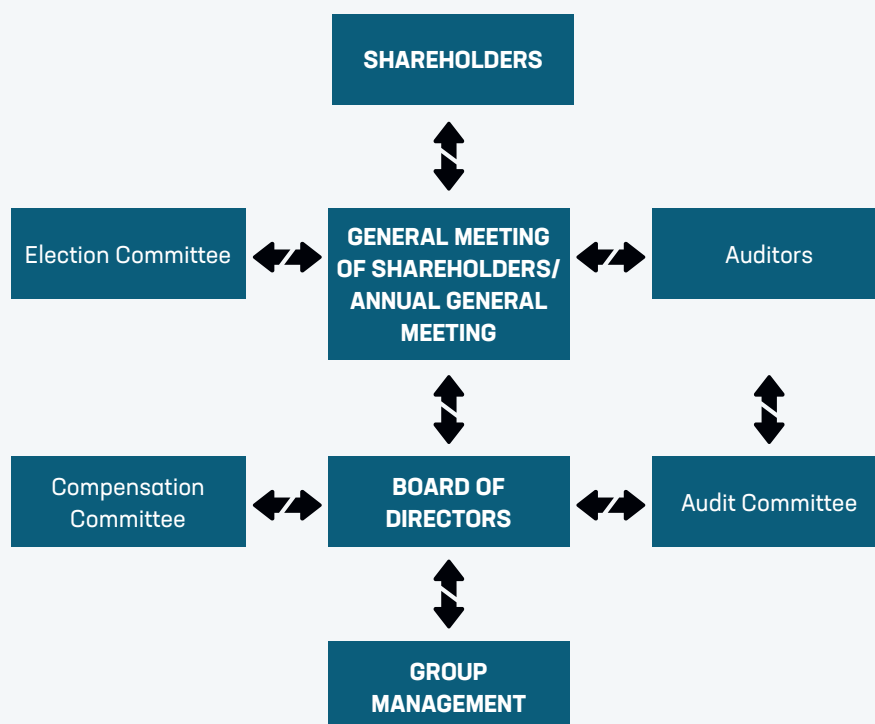 SHAREHOLDERS
Election Committee
GENERAL MEETING
OF SHAREHOLDERS/
ANNUAL GENERAL
MEETING
Auditors
Compensation
Committee
BOARD OF
DIRECTORS
Audit Committee
GROUP
MANAGEMENT